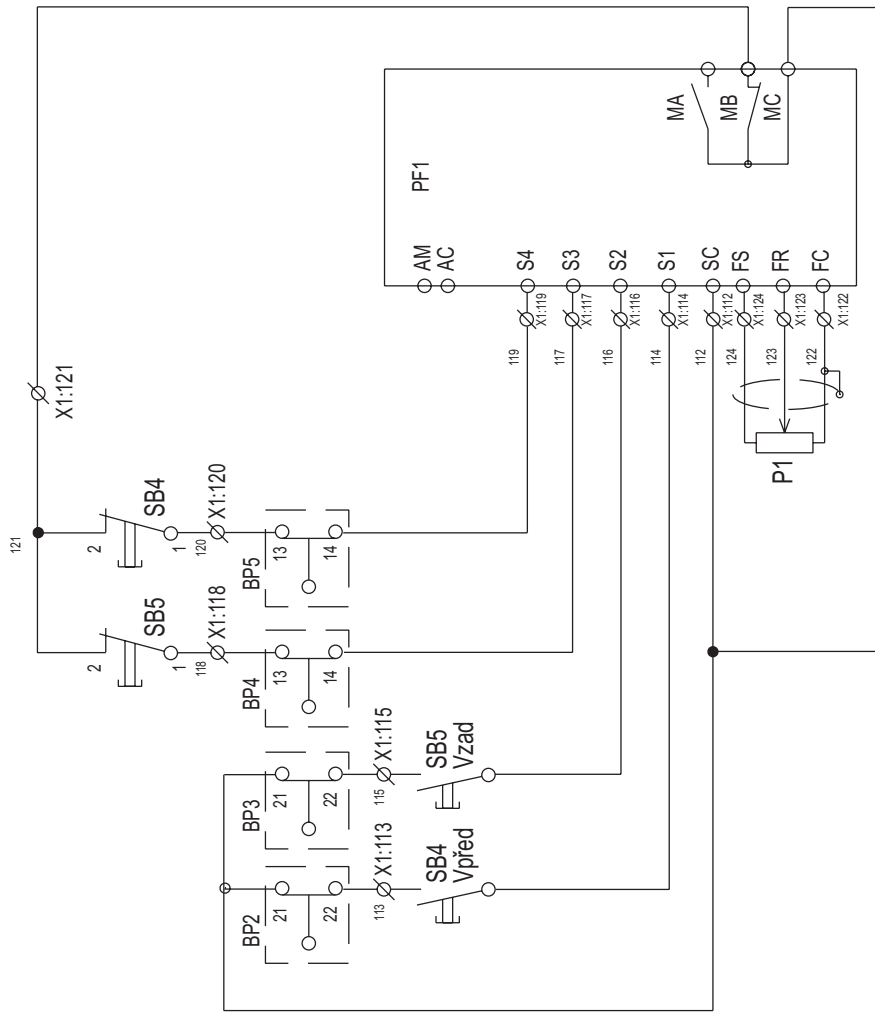 MA
MB
MC
PF1
AM
AC
S4
S3
S2
S1
SC
FS
FR
FC
X1:119
X1:117
X1:116
X1:114
X1:112
X1:124
X1:123
X1:122
119
117
116
114
112
124
123
122
P1
X1:121
121
2
SB4
1
X1:120
120
BP5
13
14
2
SB5
1
X1:118
118
BP4
13
14
BP3
21
22
X1:115
115
SB5
Vzad
BP2
21
22
X1:113
113
SB4
Vpřed